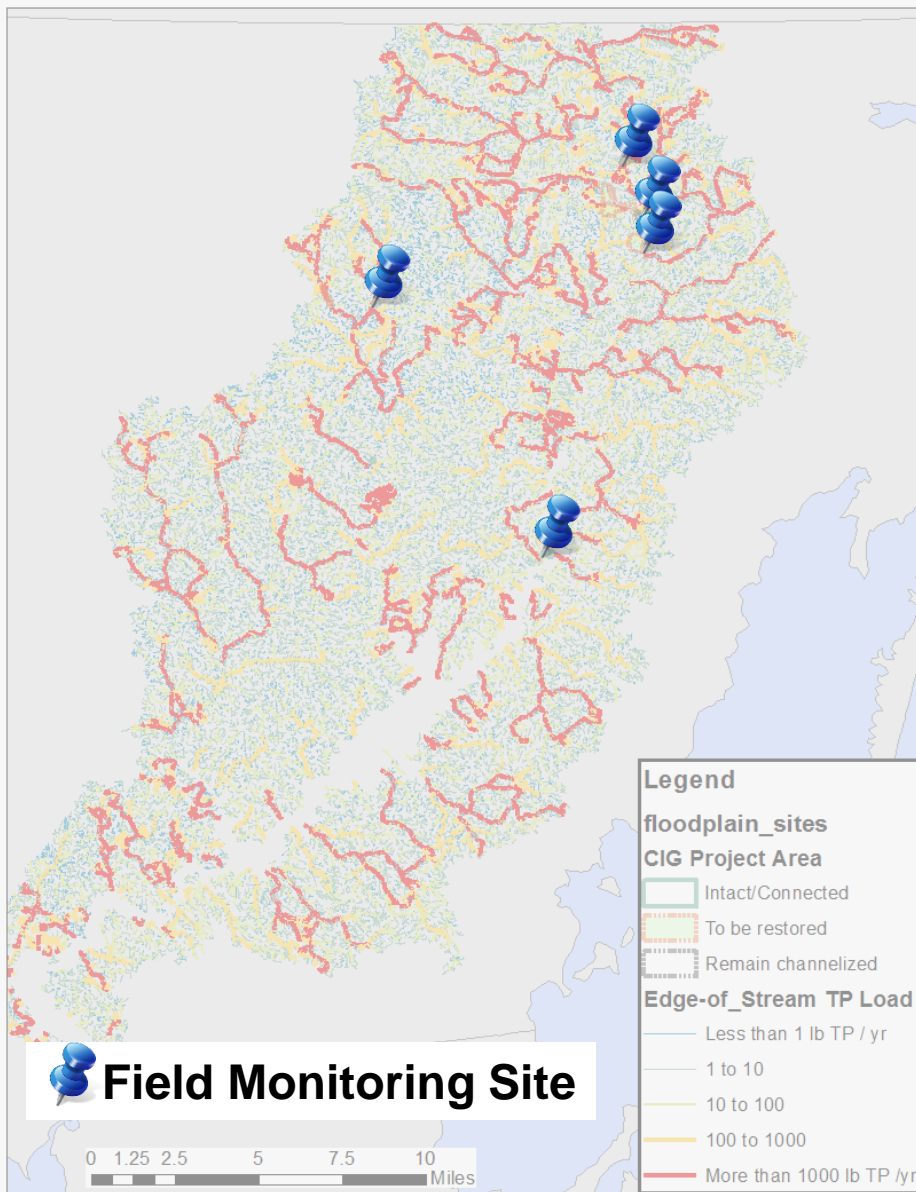 Legend
floodplain_sites
CIG Project Area
Intact/Connected
To be restored
Remain channelized
Edge-of_Stream TP Load
Less than 1 lb TP / yr
1 to 10
10 to 100
100 to 1000
More than 1000 lb TP /yr
Field Monitoring Site
0 1.25 2.5 5 7.5 10
Miles